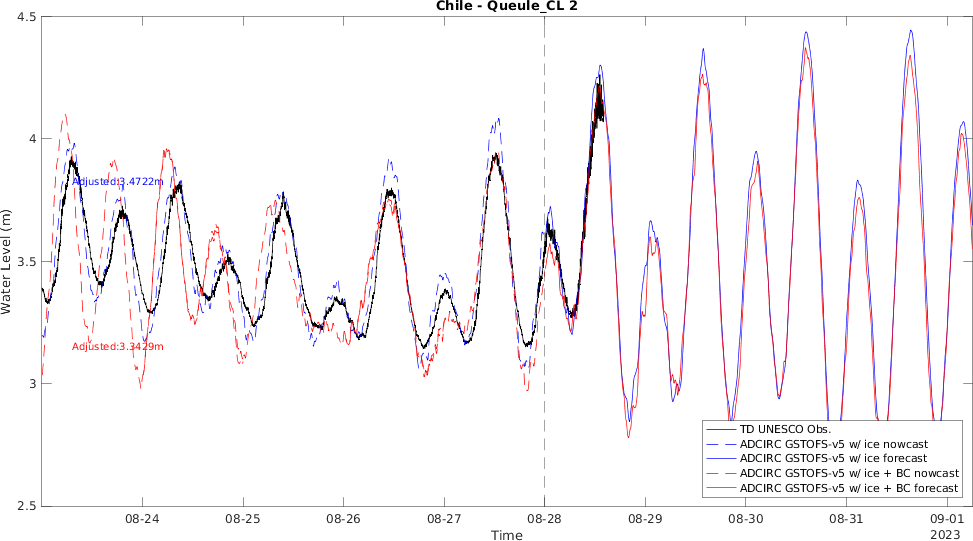 Chile - Queule_CL 2
4.5
4
3.5
3
2.5
Water Level (m)
Adjusted:3.4722m
Adjusted:3.3429m
TD UNESCO Obs.
ADCIRC GSTOFS-v5 w/ ice nowcast
ADCIRC GSTOFS-v5 w/ ice forecast
ADCIRC GSTOFS-v5 w/ ice + BC nowcast
ADCIRC GSTOFS-v5 w/ ice + BC forecast
08-24 08-25 08-26 08-27 08-28 08-29 08-30 08-31 09-01
2023
Time